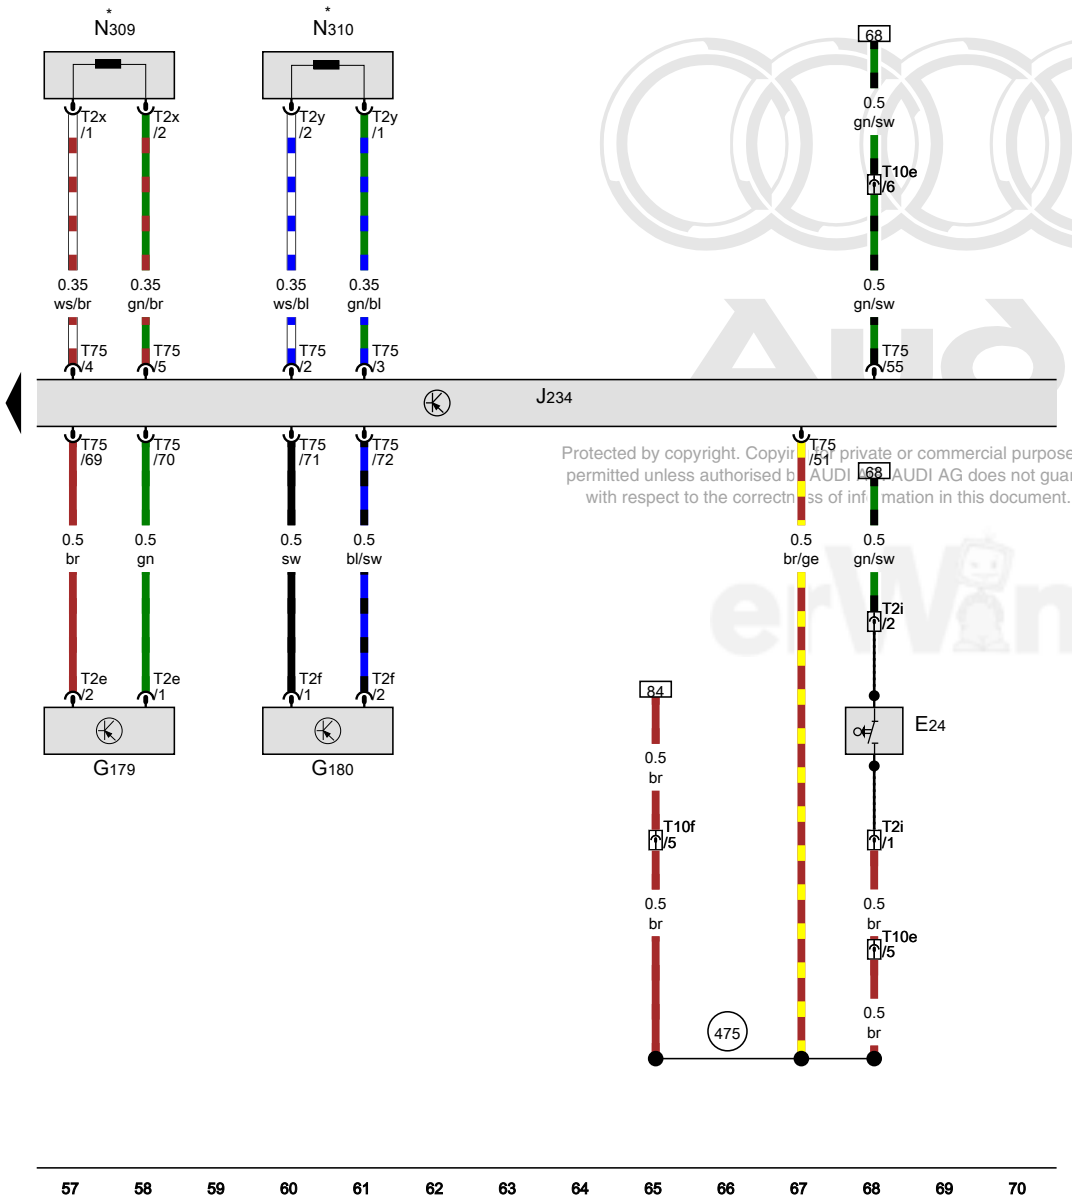 *
N309
*
N310
68
T2x
/1
T2x
/2
T2y
/2
T2y
/1
0.5
gn/sw
T10e
/6
0.35
ws/br
0.35
gn/br
0.35
ws/bl
0.35
gn/bl
0.5
gn/sw
T75
/4
T75
/5
T75
/2
T75
/3
T75
/55
Audi
J234
T75
/69
T75
/70
T75
/71
T75
/72
T75
/51
68
Protected by copyright. Copying for private or commercial purpose
permitted unless authorised by AUDI AG. AUDI AG does not guar
with respect to the correctness of information in this document.
0.5
br
0.5
gn
0.5
sw
0.5
bl/sw
0.5
br/ge
0.5
gn/sw
erWin
T2i
/2
T2e
/2
T2e
/1
T2f
/1
T2f
/2
84
E24
G179
G180
0.5
br
T10f
/5
T2i
/1
0.5
br
0.5
br
T10e
/5
0.5
br
475
57 58 59 60 61 62 63 64 65 66 67 68 69 70